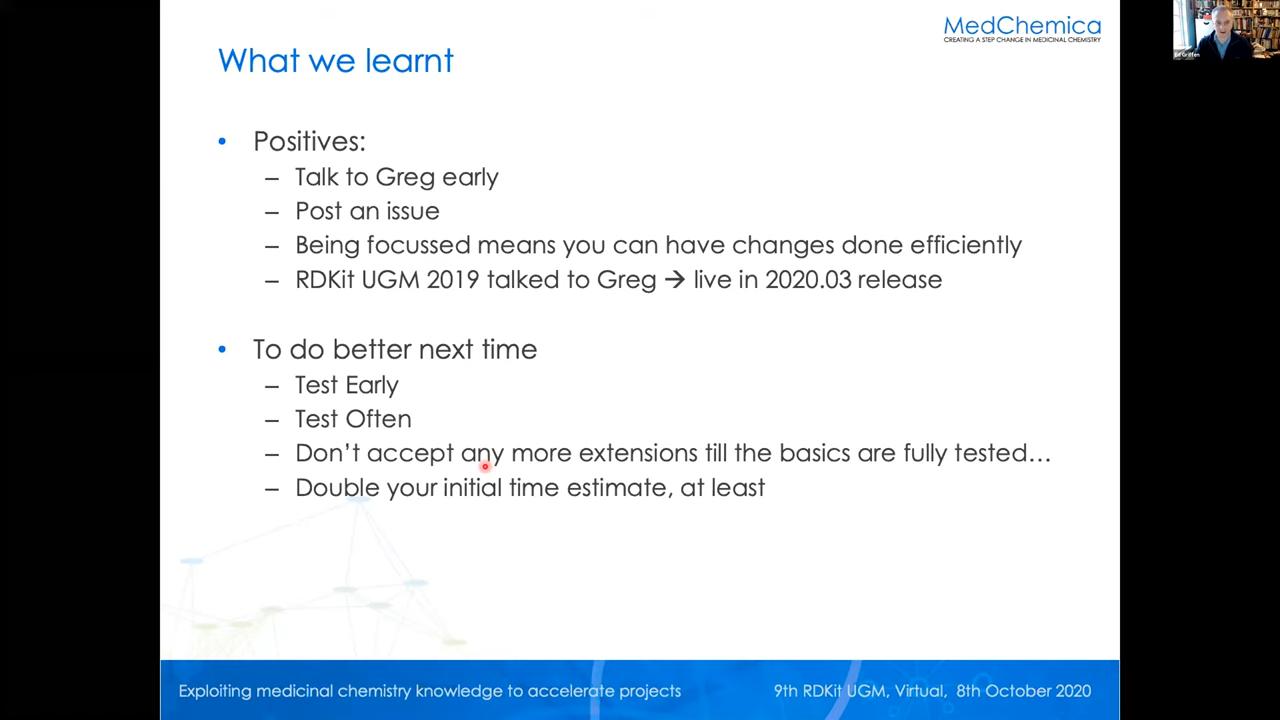 MedChemica
CREATING A STEP CHANGE IN MEDICINAL CHEMISTRY
Ed Griffen
What we learnt
• Positives:
– Talk to Greg early
– Post an issue
– Being focussed means you can have changes done efficiently
– RDKit UGM 2019 talked to Greg → live in 2020.03 release
• To do better next time
– Test Early
– Test Often
– Don’t accept any more extensions till the basics are fully tested…
– Double your initial time estimate, at least
Exploiting medicinal chemistry knowledge to accelerate projects
9th RDKit UGM, Virtual, 8th October 2020